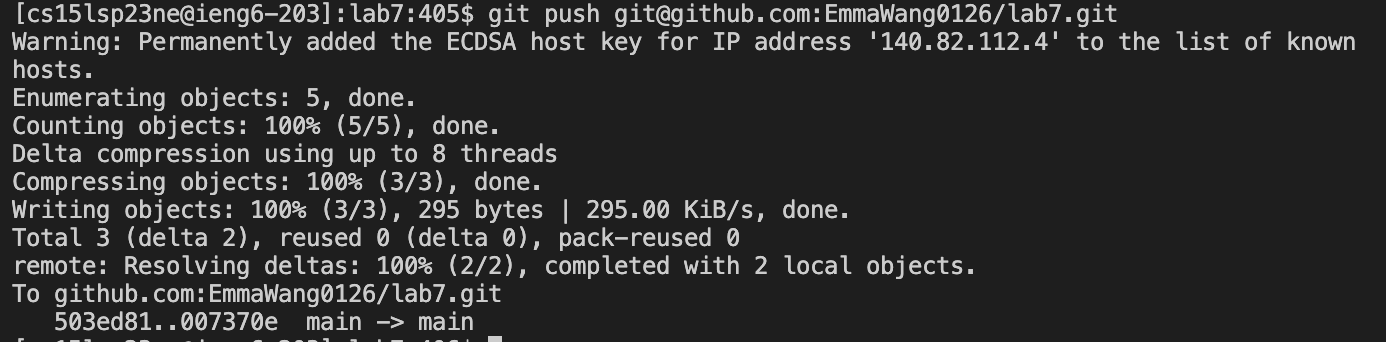 [cs15lsp23ne@ieng6-203]:lab7:405$ git push git@github.com:EmmaWang0126/lab7.git
Warning: Permanently added the ECDSA host key for IP address '140.82.112.4' to the list of known
hosts.
Enumerating objects: 5, done.
Counting objects: 100% (5/5), done.
Delta compression using up to 8 threads
Compressing objects: 100% (3/3), done.
Writing objects: 100% (3/3), 295 bytes | 295.00 KiB/s, done.
Total 3 (delta 2), reused 0 (delta 0), pack-reused 0
remote: Resolving deltas: 100% (2/2), completed with 2 local objects.
To github.com:EmmaWang0126/lab7.git
   503ed81..007370e  main -> main